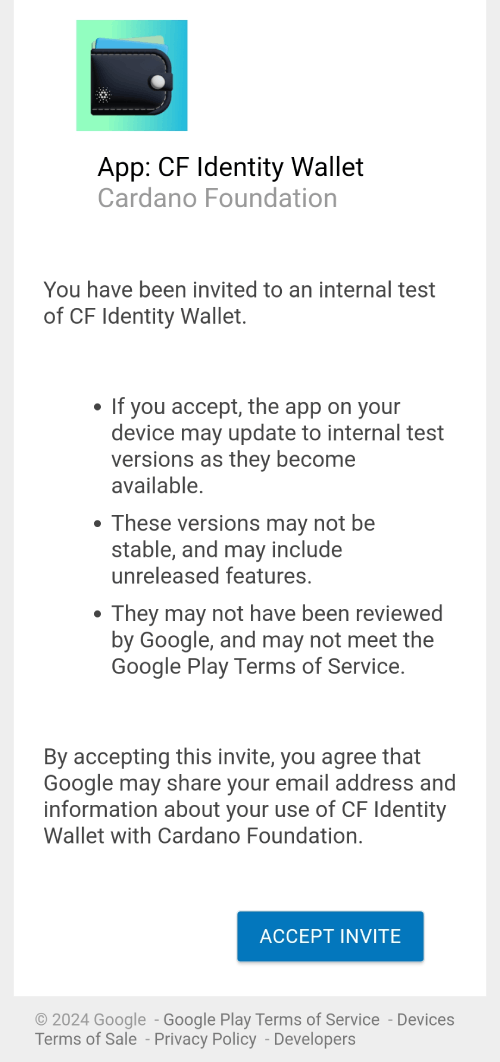 App: CF Identity Wallet
Cardano Foundation
You have been invited to an internal test
of CF Identity Wallet.
• If you accept, the app on your
device may update to internal test
versions as they become
available.
• These versions may not be
stable, and may include
unreleased features.
• They may not have been reviewed
by Google, and may not meet the
Google Play Terms of Service.
By accepting this invite, you agree that
Google may share your email address and
information about your use of CF Identity
Wallet with Cardano Foundation.
ACCEPT INVITE
© 2024 Google - Google Play Terms of Service - Devices
Terms of Sale - Privacy Policy - Developers